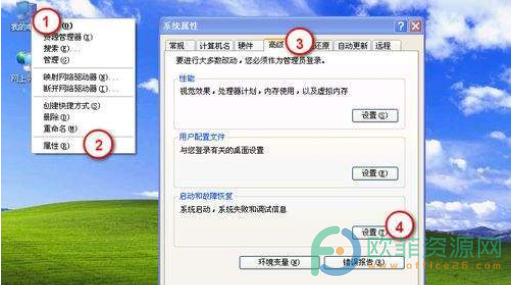 我的
1
资源管理器(X)
搜索(E)...
管理(G)
映射网络驱动器(N)...
断开网络驱动器(I)...
创建快捷方式(S)
删除(D)
重命名(M)
属性(R)
2
网上
系统属性
常规 计算机名 硬件 高级 3 还原 自动更新 远程
要进行大多数改动,您必须作为管理员登录。
性能
视觉效果,处理器计划,内存使用,以及虚拟内存
设置(S)
用户配置文件
与您登录有关的桌面设置
设置(E)
启动和故障恢复
系统启动,系统失败和调试信息
设置(T)
4
环境变量(N) 错误报告(R)
欧菲资源网
www.office26.com